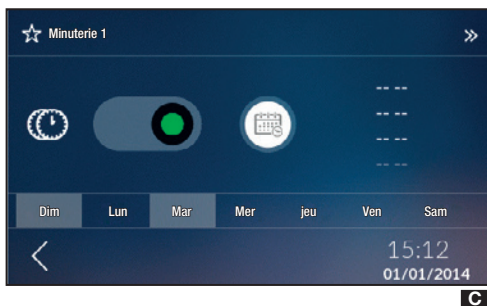 Minuterie 1
-- --
-- --
-- --
-- --
Dim Lun Mar Mer jeu Ven Sam
15:12
01/01/2014
C